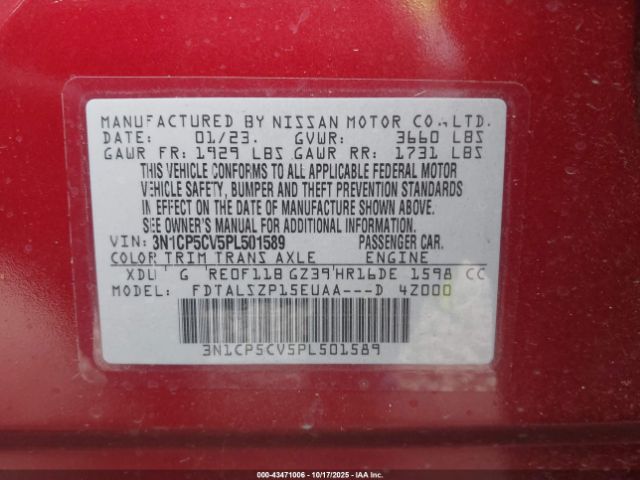 MANUFACTURED BY NISSAN MOTOR CO.,LTD.
DATE: 01/23. GVWR: 3660 LBS
GAWR FR: 1929 LBS GAWR RR: 1731 LBS
THIS VEHICLE CONFORMS TO ALL APPLICABLE FEDERAL MOTOR
VEHICLE SAFETY, BUMPER AND THEFT PREVENTION STANDARDS
IN EFFECT ON THE DATE OF MANUFACTURE SHOWN ABOVE.
SEE OWNER'S MANUAL FOR ADDITIONAL INFORMATION.
VIN: 3N1CP5CV5PL501589 PASSENGER CAR.
COLOR TRIM TRANS AXLE ENGINE
XDU G RE0F11B GZ39 HR16DE 1598 CC
MODEL: FDTALSZP15EUAA---D 4Z000
3N1CP5CV5PL501589
000-43471006 - 10/17/2025 - IAAI.COM